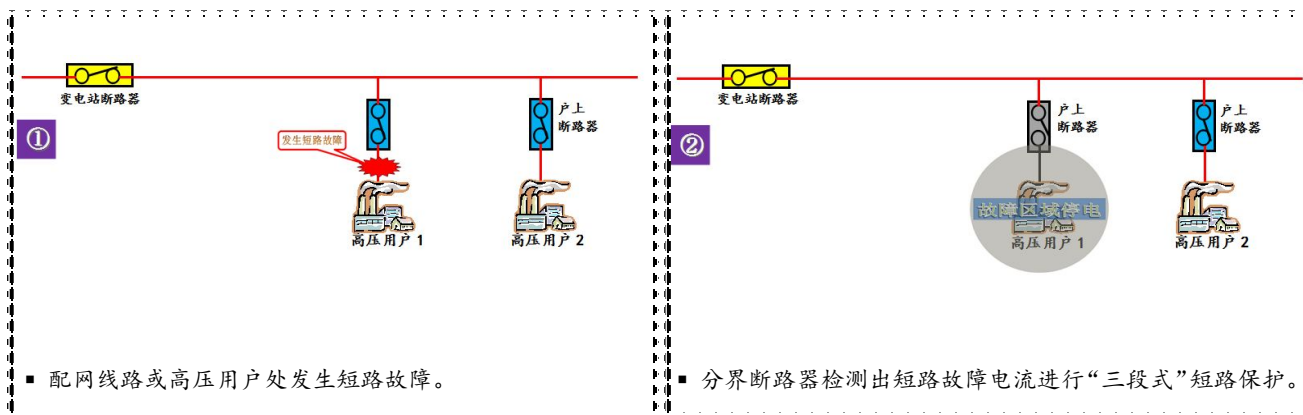 变电站断路器
①
发生短路故障
户上
断路器
高压用户 1
高压用户 2
▪ 配网线路或高压用户处发生短路故障。
变电站断路器
②
户上
断路器
户上
断路器
故障区域停电
高压用户 1
高压用户 2
▪ 分界断路器检测出短路故障电流进行“三段式”短路保护。